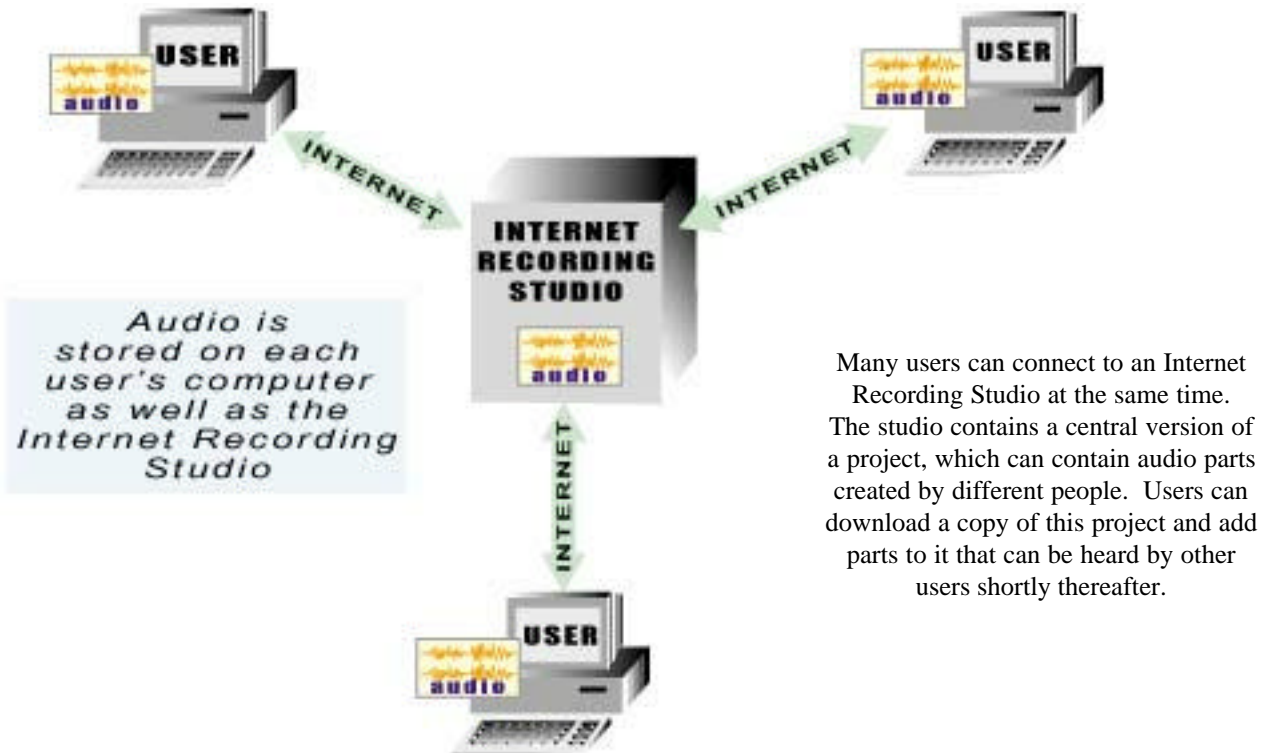 USER
audio
USER
audio
INTERNET
INTERNET
INTERNET
RECORDING
STUDIO
audio
Audio is
stored on each
user's computer
as well as the
Internet Recording
Studio
Many users can connect to an Internet
Recording Studio at the same time.
The studio contains a central version of
a project, which can contain audio parts
created by different people.  Users can
download a copy of this project and add
parts to it that can be heard by other
users shortly thereafter.
INTERNET
USER
audio